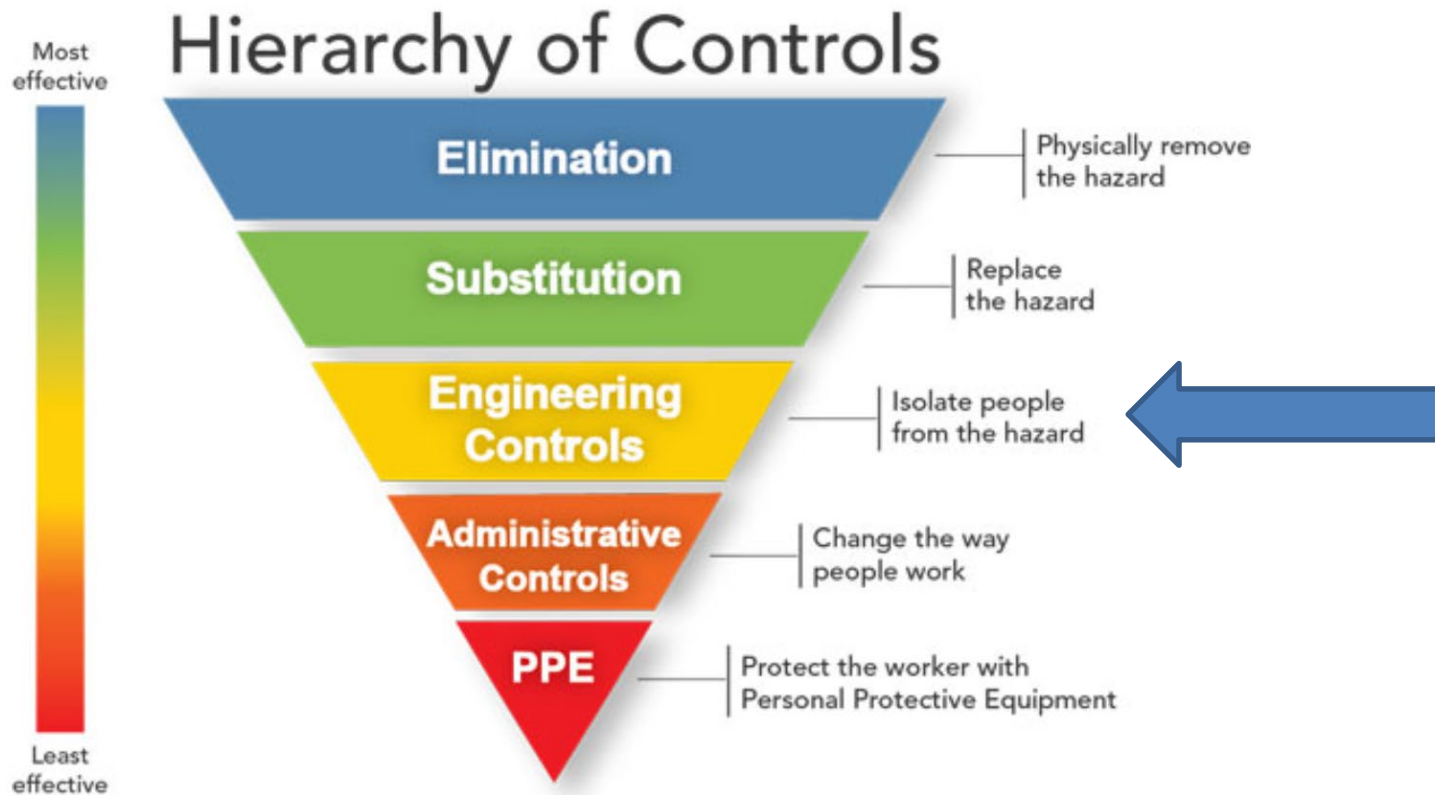 Hierarchy of Controls
Most
effective
Elimination
Physically remove
the hazard
Substitution
Replace
the hazard
Engineering
Controls
Isolate people
from the hazard
Administrative
Controls
Change the way
people work
PPE
Protect the worker with
Personal Protective Equipment
Least
effective